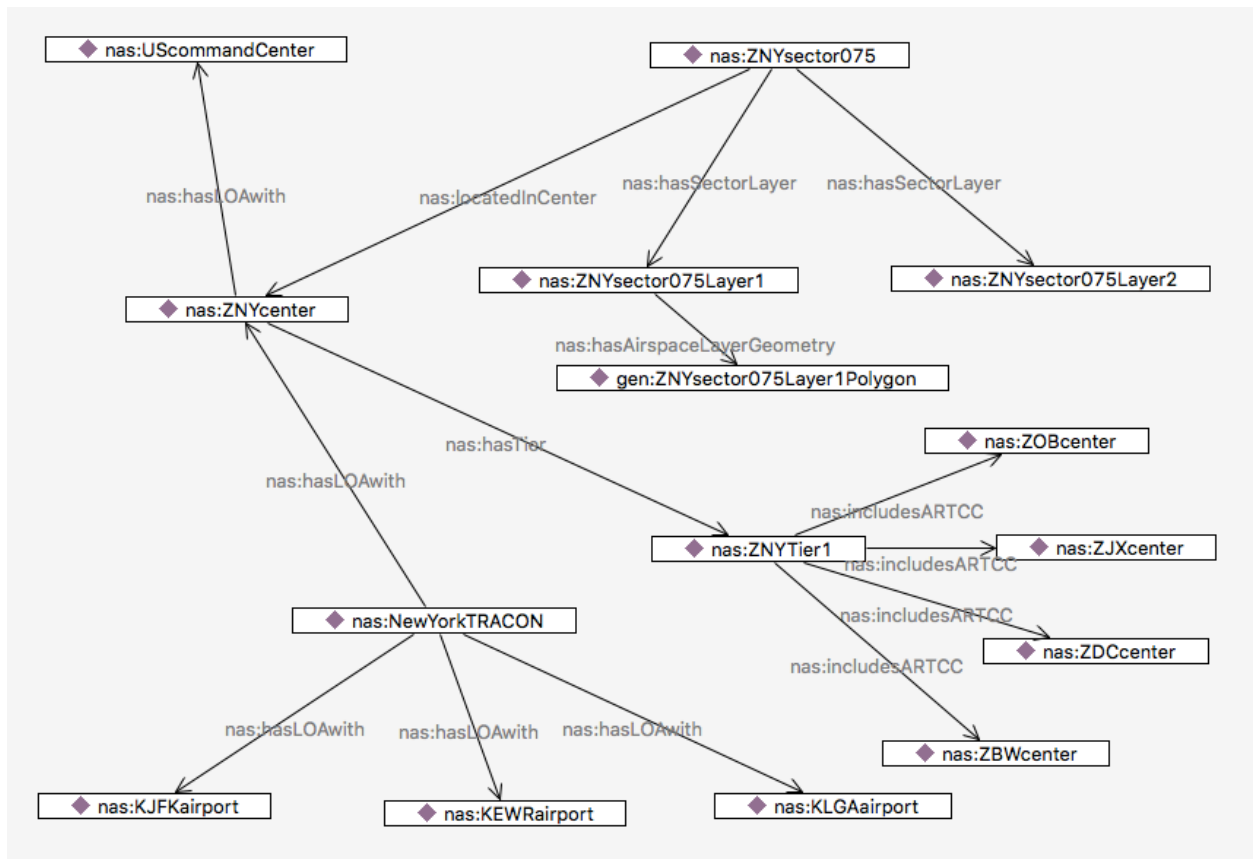 nas:UScommandCenter
nas:ZNYsector075
nas:hasLOAwith
nas:locatedInCenter
nas:hasSectorLayer
nas:hasSectorLayer
nas:ZNYsector075Layer1
nas:ZNYsector075Layer2
nas:ZNYcenter
nas:hasAirspaceLayerGeometry
gen:ZNYsector075Layer1Polygon
nas:hasTier
nas:ZOBcenter
nas:hasLOAwith
nas:includesARTCC
nas:ZNYTier1
nas:ZJXcenter
nas:includesARTCC
nas:includesARTCC
nas:NewYorkTRACON
nas:ZDCcenter
nas:includesARTCC
nas:hasLOAwith
nas:hasLOAwith
nas:hasLOAwith
nas:ZBWcenter
nas:KJFKairport
nas:KEWRairport
nas:KLGAairport